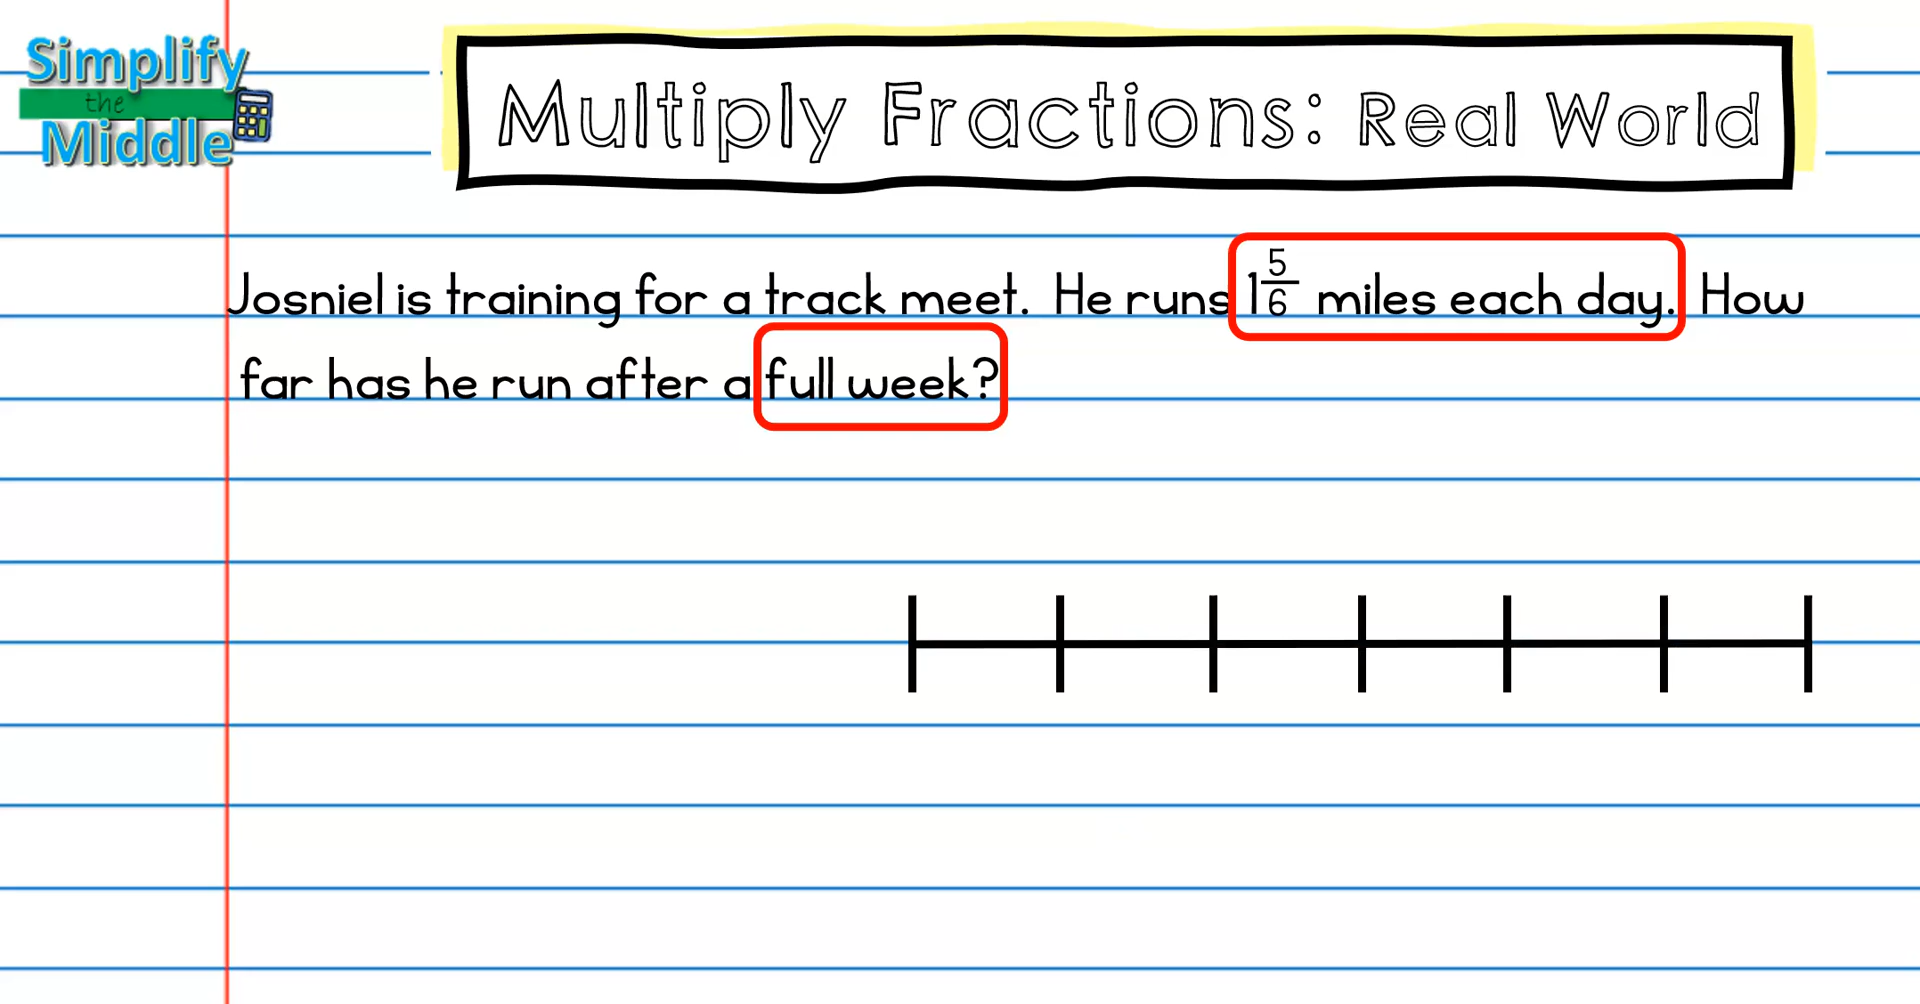 Simplify
the
Middle
Multiply Fractions: Real World
Josniel is training for a track meet. He runs 1 5/6 miles each day. How
far has he run after a full week?